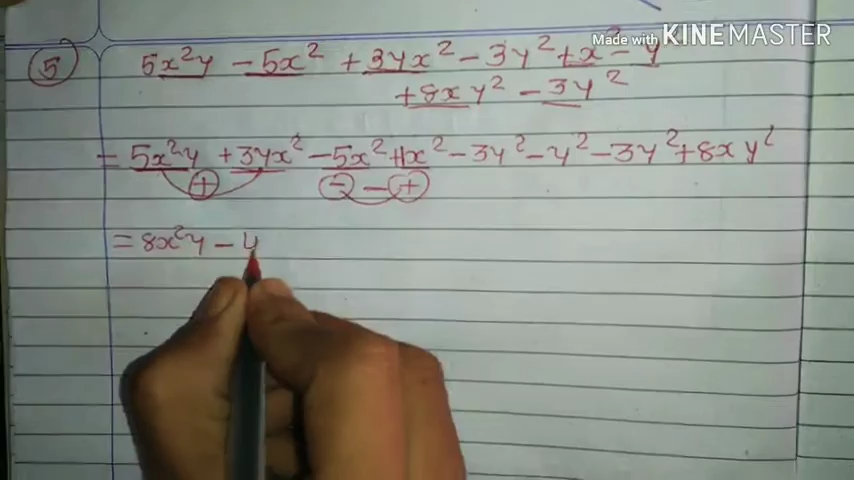 Made with KINEMASTER
5 5x²y - 5x² + 3yx² - 3y² + x² - y²
+ 8xy² - 3y²
= 5x²y + 3yx² - 5x² + 1x² - 3y² - y² - 3y² + 8xy²
+ - - +
= 8x²y - 4